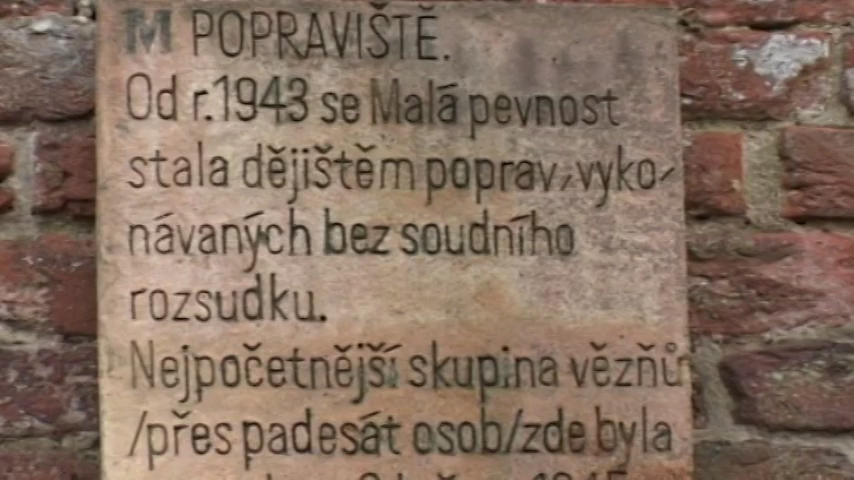 M POPRAVIŠTĚ.
Od r.1943 se Malá pevnost
stala dějištěm poprav, vyko-
návaných bez soudního
rozsudku.
Nejpočetnější skupina vězňů
/přes padesát osob/zde byla
1945